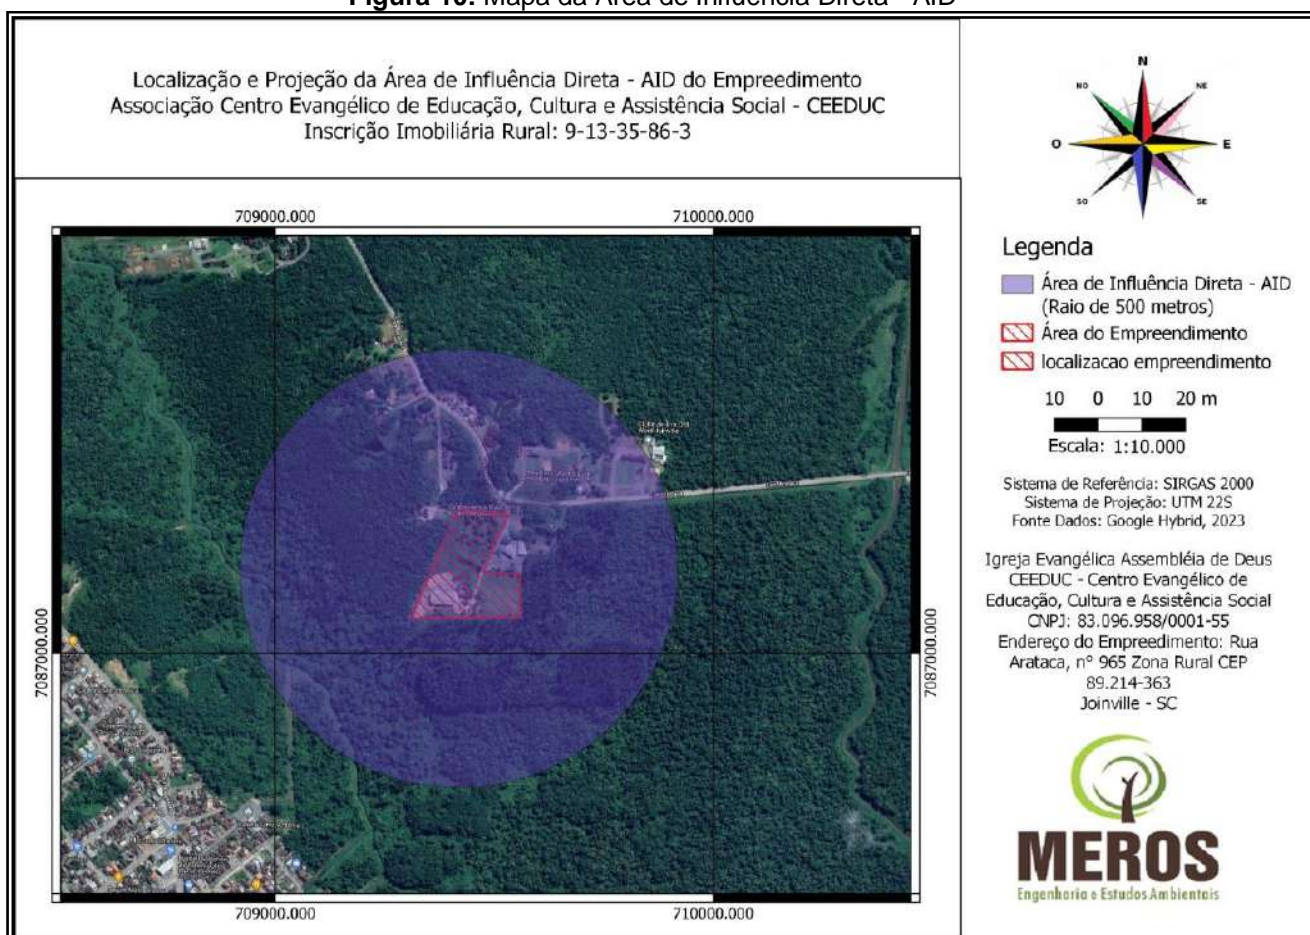 Figura 10: Mapa da Área de Influência Direta - AID
Localização e Projeção da Área de Influência Direta - AID do Empreedimento
Associação Centro Evangélico de Educação, Cultura e Assistência Social - CEEDUC
Inscrição Imobiliária Rural: 9-13-35-86-3
N
NO
NE
O
E
SO
SE
Legenda
Área de Influência Direta - AID
(Raio de 500 metros)
Área do Empreendimento
localizacao empreendimento
10 0 10 20 m
Escala: 1:10.000
Sistema de Referência: SIRGAS 2000
Sistema de Projeção: UTM 22S
Fonte Dados: Google Hybrid, 2023
Igreja Evangélica Assembléia de Deus
CEEDUC - Centro Evangélico de
Educação, Cultura e Assistência Social
CNPJ: 83.096.958/0001-55
Endereço do Empreedimento: Rua
Arataca, nº 965 Zona Rural CEP
89.214-363
Joinville - SC
MEROS
Engenharia e Estudos Ambientais
709000.000
710000.000
7087000.000
7087000.000
709000.000
710000.000